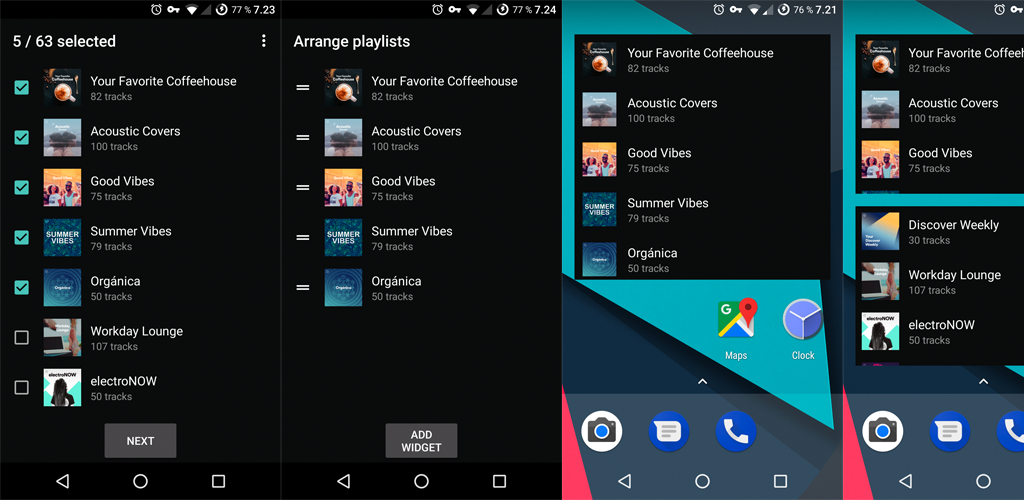 77 % 7.23
5 / 63 selected
Your Favorite Coffeehouse
82 tracks
Acoustic Covers
100 tracks
Good Vibes
75 tracks
SUMMER
VIBES
Summer Vibes
79 tracks
Orgánica
Orgánica
50 tracks
Workday Lounge
107 tracks
electroNOW
electroNOW
50 tracks
NEXT
77 % 7.24
Arrange playlists
Your Favorite Coffeehouse
82 tracks
Acoustic Covers
100 tracks
Good Vibes
75 tracks
SUMMER
VIBES
Summer Vibes
79 tracks
Orgánica
Orgánica
50 tracks
ADD
WIDGET
76 % 7.21
Your Favorite Coffeehouse
82 tracks
Acoustic Covers
100 tracks
Good Vibes
75 tracks
SUMMER
VIBES
Summer Vibes
79 tracks
Orgánica
Orgánica
50 tracks
G
Maps
Clock
Your Favorite Coffeeh
82 tracks
Acoustic Covers
100 tracks
Good Vibes
75 tracks
Your
Discover
Weekly
Discover Weekly
30 tracks
Workday Lounge
107 tracks
electroNOW
electroNOW
50 tracks